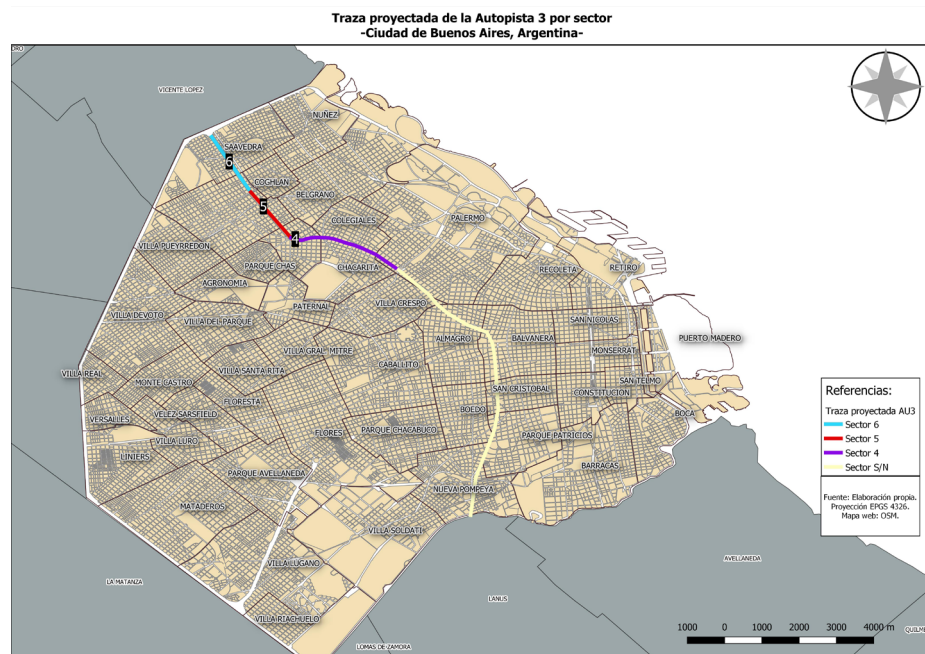 Traza proyectada de la Autopista 3 por sector
-Ciudad de Buenos Aires, Argentina-
DRO
VICENTE LOPEZ
NUÑEZ
SAAVEDRA
6
COGHLAN
BELGRANO
5
COLEGIALES
PALERMO
4
VILLA PUEYRREDON
PARQUE CHAS
CHACARITA
RECOLETA
RETIRO
AGRONOMIA
PATERNAL
VILLA CRESPO
VILLA DEVOTO
VILLA DEL PARQUE
SAN NICOLAS
ALMAGRO
BALVANERA
PUERTO MADERO
VILLA GRAL. MITRE
MONSERRAT
CABALLITO
VILLA REAL
VILLA SANTA RITA
MONTE CASTRO
SAN TELMO
SAN CRISTOBAL
CONSTITUCION
FLORESTA
BOEDO
BOCA
VERSALLES
VELEZ SARSFIELD
PARQUE CHACABUCO
FLORES
PARQUE PATRICIOS
VILLA LURO
LINIERS
BARRACAS
PARQUE AVELLANEDA
NUEVA POMPEYA
MATADEROS
VILLA SOLDATI
VILLA LUGANO
AVELLANEDA
LA MATANZA
LANUS
VILLA RIACHUELO
QUILME
LOMAS DE ZAMORA
Referencias:
Traza proyectada AU3
Sector 6
Sector 5
Sector 4
Sector S/N
Fuente: Elaboración propia.
Proyección EPGS 4326.
Mapa web: OSM.
1000 0 1000 2000 3000 4000 m